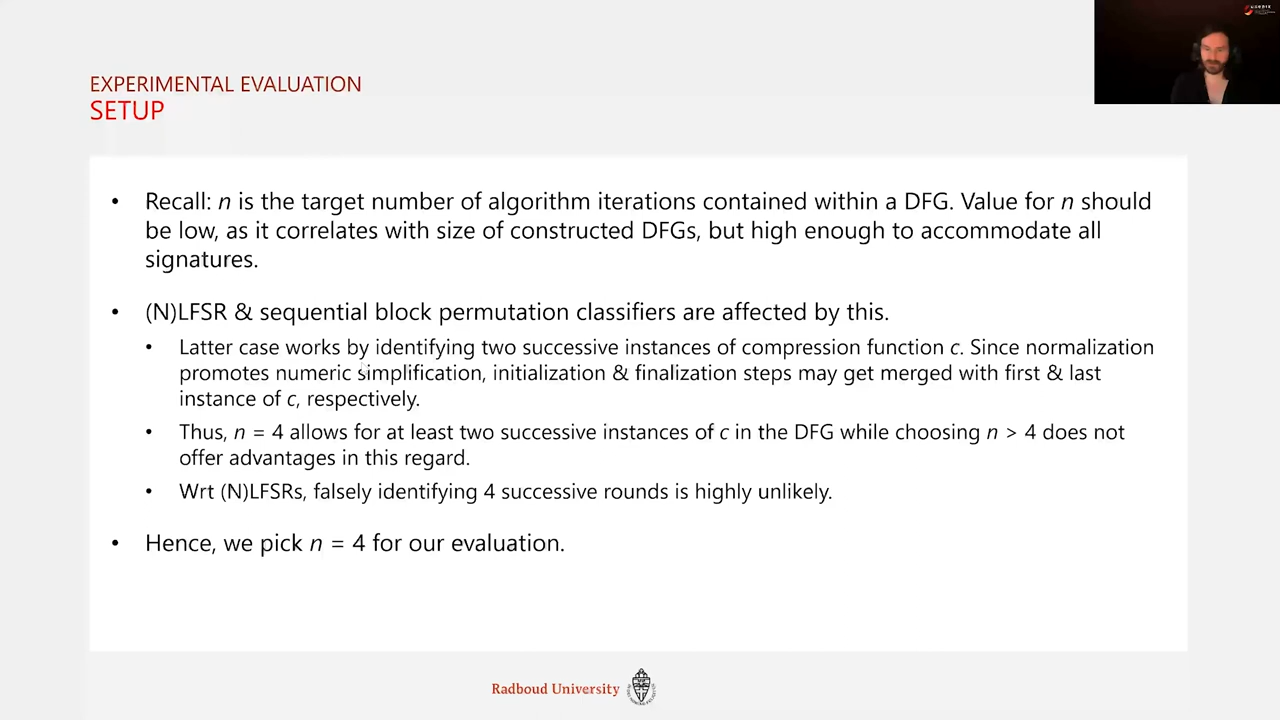 EXPERIMENTAL EVALUATION
SETUP
• Recall: n is the target number of algorithm iterations contained within a DFG. Value for n should
be low, as it correlates with size of constructed DFGs, but high enough to accommodate all
signatures.
• (N)LFSR & sequential block permutation classifiers are affected by this.
• Latter case works by identifying two successive instances of compression function c. Since normalization
promotes numeric simplification, initialization & finalization steps may get merged with first & last
instance of c, respectively.
• Thus, n = 4 allows for at least two successive instances of c in the DFG while choosing n > 4 does not
offer advantages in this regard.
• Wrt (N)LFSRs, falsely identifying 4 successive rounds is highly unlikely.
• Hence, we pick n = 4 for our evaluation.
Radboud University